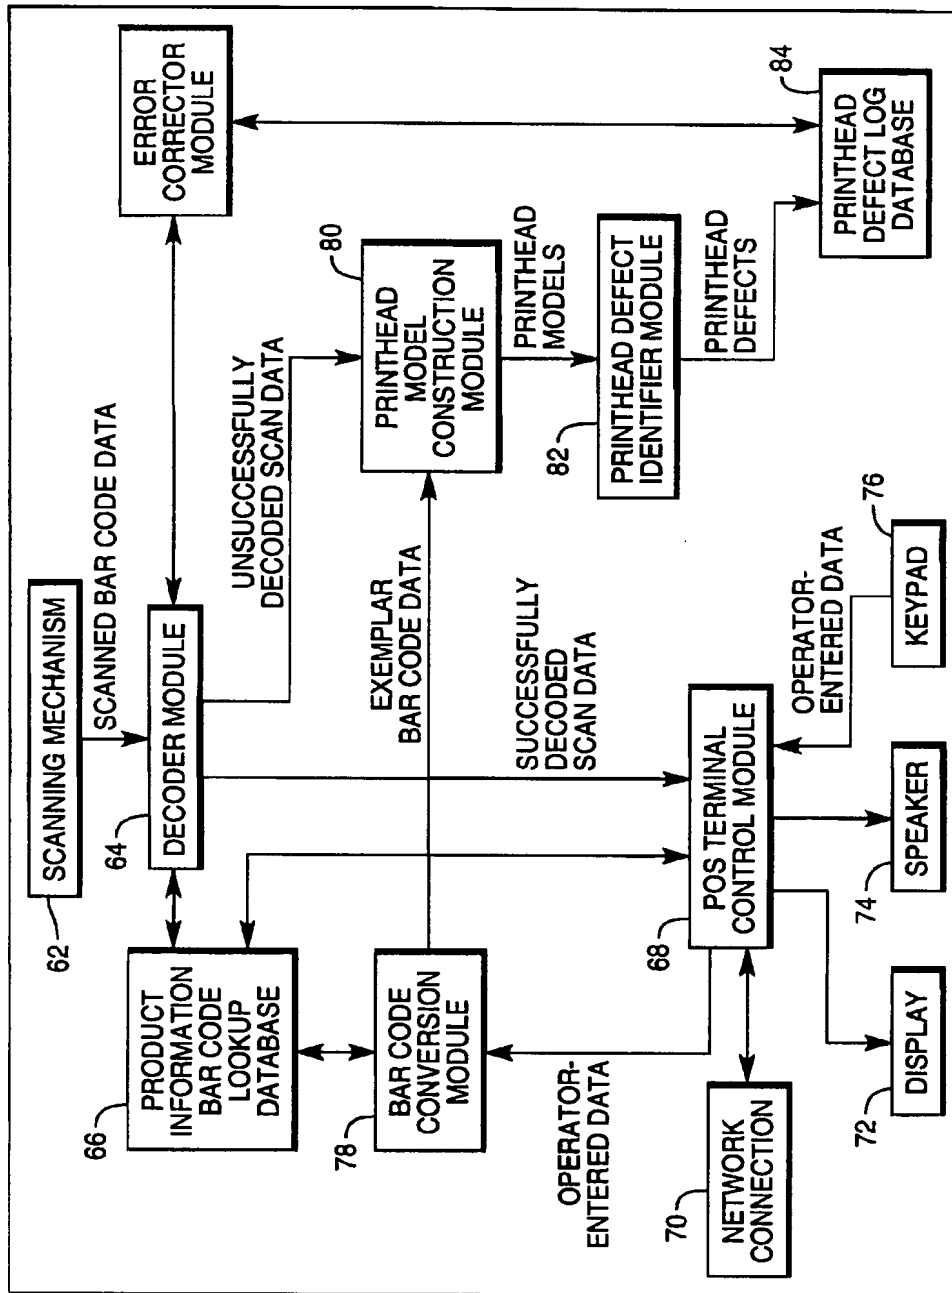 62
SCANNING MECHANISM
SCANNED BAR CODE DATA
64
DECODER MODULE
ERROR
CORRECTOR
MODULE
66
PRODUCT
INFORMATION
BAR CODE
LOOKUP
DATABASE
UNSUCCESSFULLY
DECODED SCAN DATA
78
BAR CODE
CONVERSION
MODULE
EXEMPLAR
BAR CODE DATA
80
PRINTHEAD
MODEL
CONSTRUCTION
MODULE
PRINTHEAD
MODELS
SUCCESSFULLY
DECODED
SCAN DATA
82
PRINTHEAD DEFECT
IDENTIFIER MODULE
PRINTHEAD
DEFECTS
84
PRINTHEAD
DEFECT LOG
DATABASE
OPERATOR-
ENTERED DATA
68
POS TERMINAL
CONTROL MODULE
OPERATOR-
ENTERED DATA
70
NETWORK
CONNECTION
72
DISPLAY
74
SPEAKER
76
KEYPAD